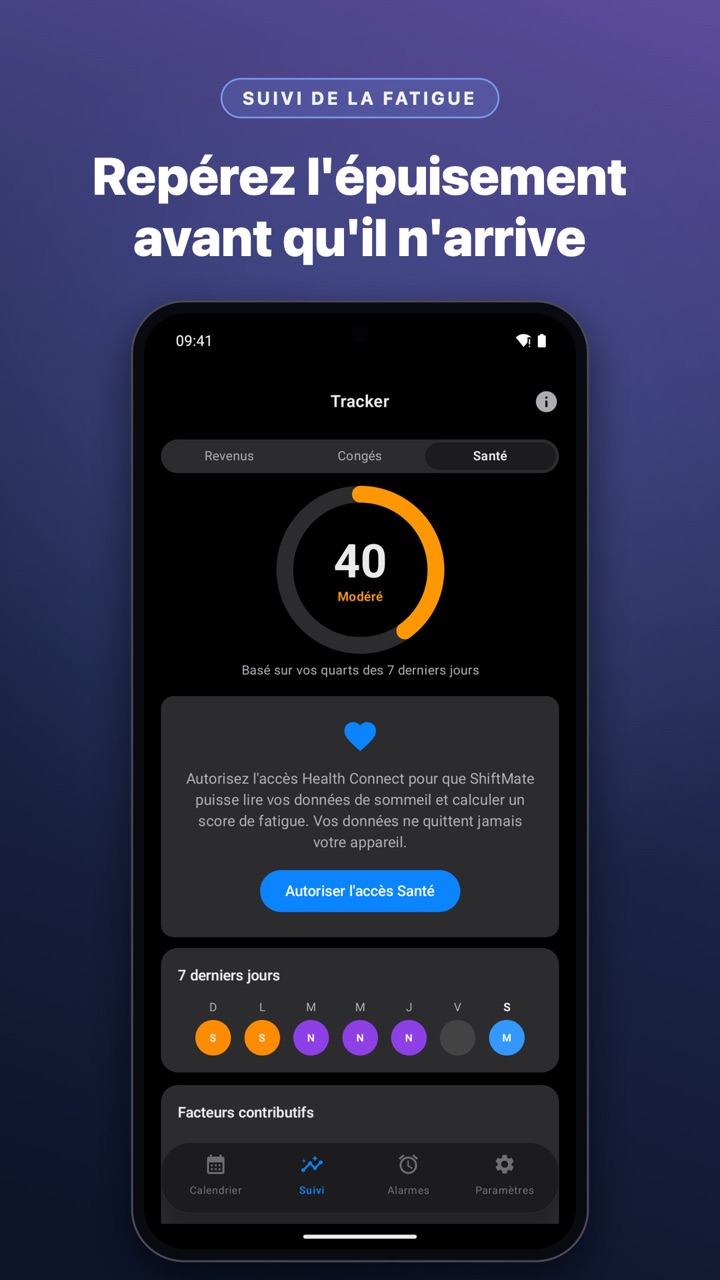 SUIVI DE LA FATIGUE
Repérez l'épuisement
avant qu'il n'arrive
09:41
Tracker
Revenus Congés Santé
40
Modéré
Basé sur vos quarts des 7 derniers jours
Autorisez l'accès Health Connect pour que ShiftMate
puisse lire vos données de sommeil et calculer un
score de fatigue. Vos données ne quittent jamais
votre appareil.
Autoriser l'accès Santé
7 derniers jours
D L M M J V S
S S N N N M
Facteurs contributifs
Calendrier Suivi Alarmes Paramètres